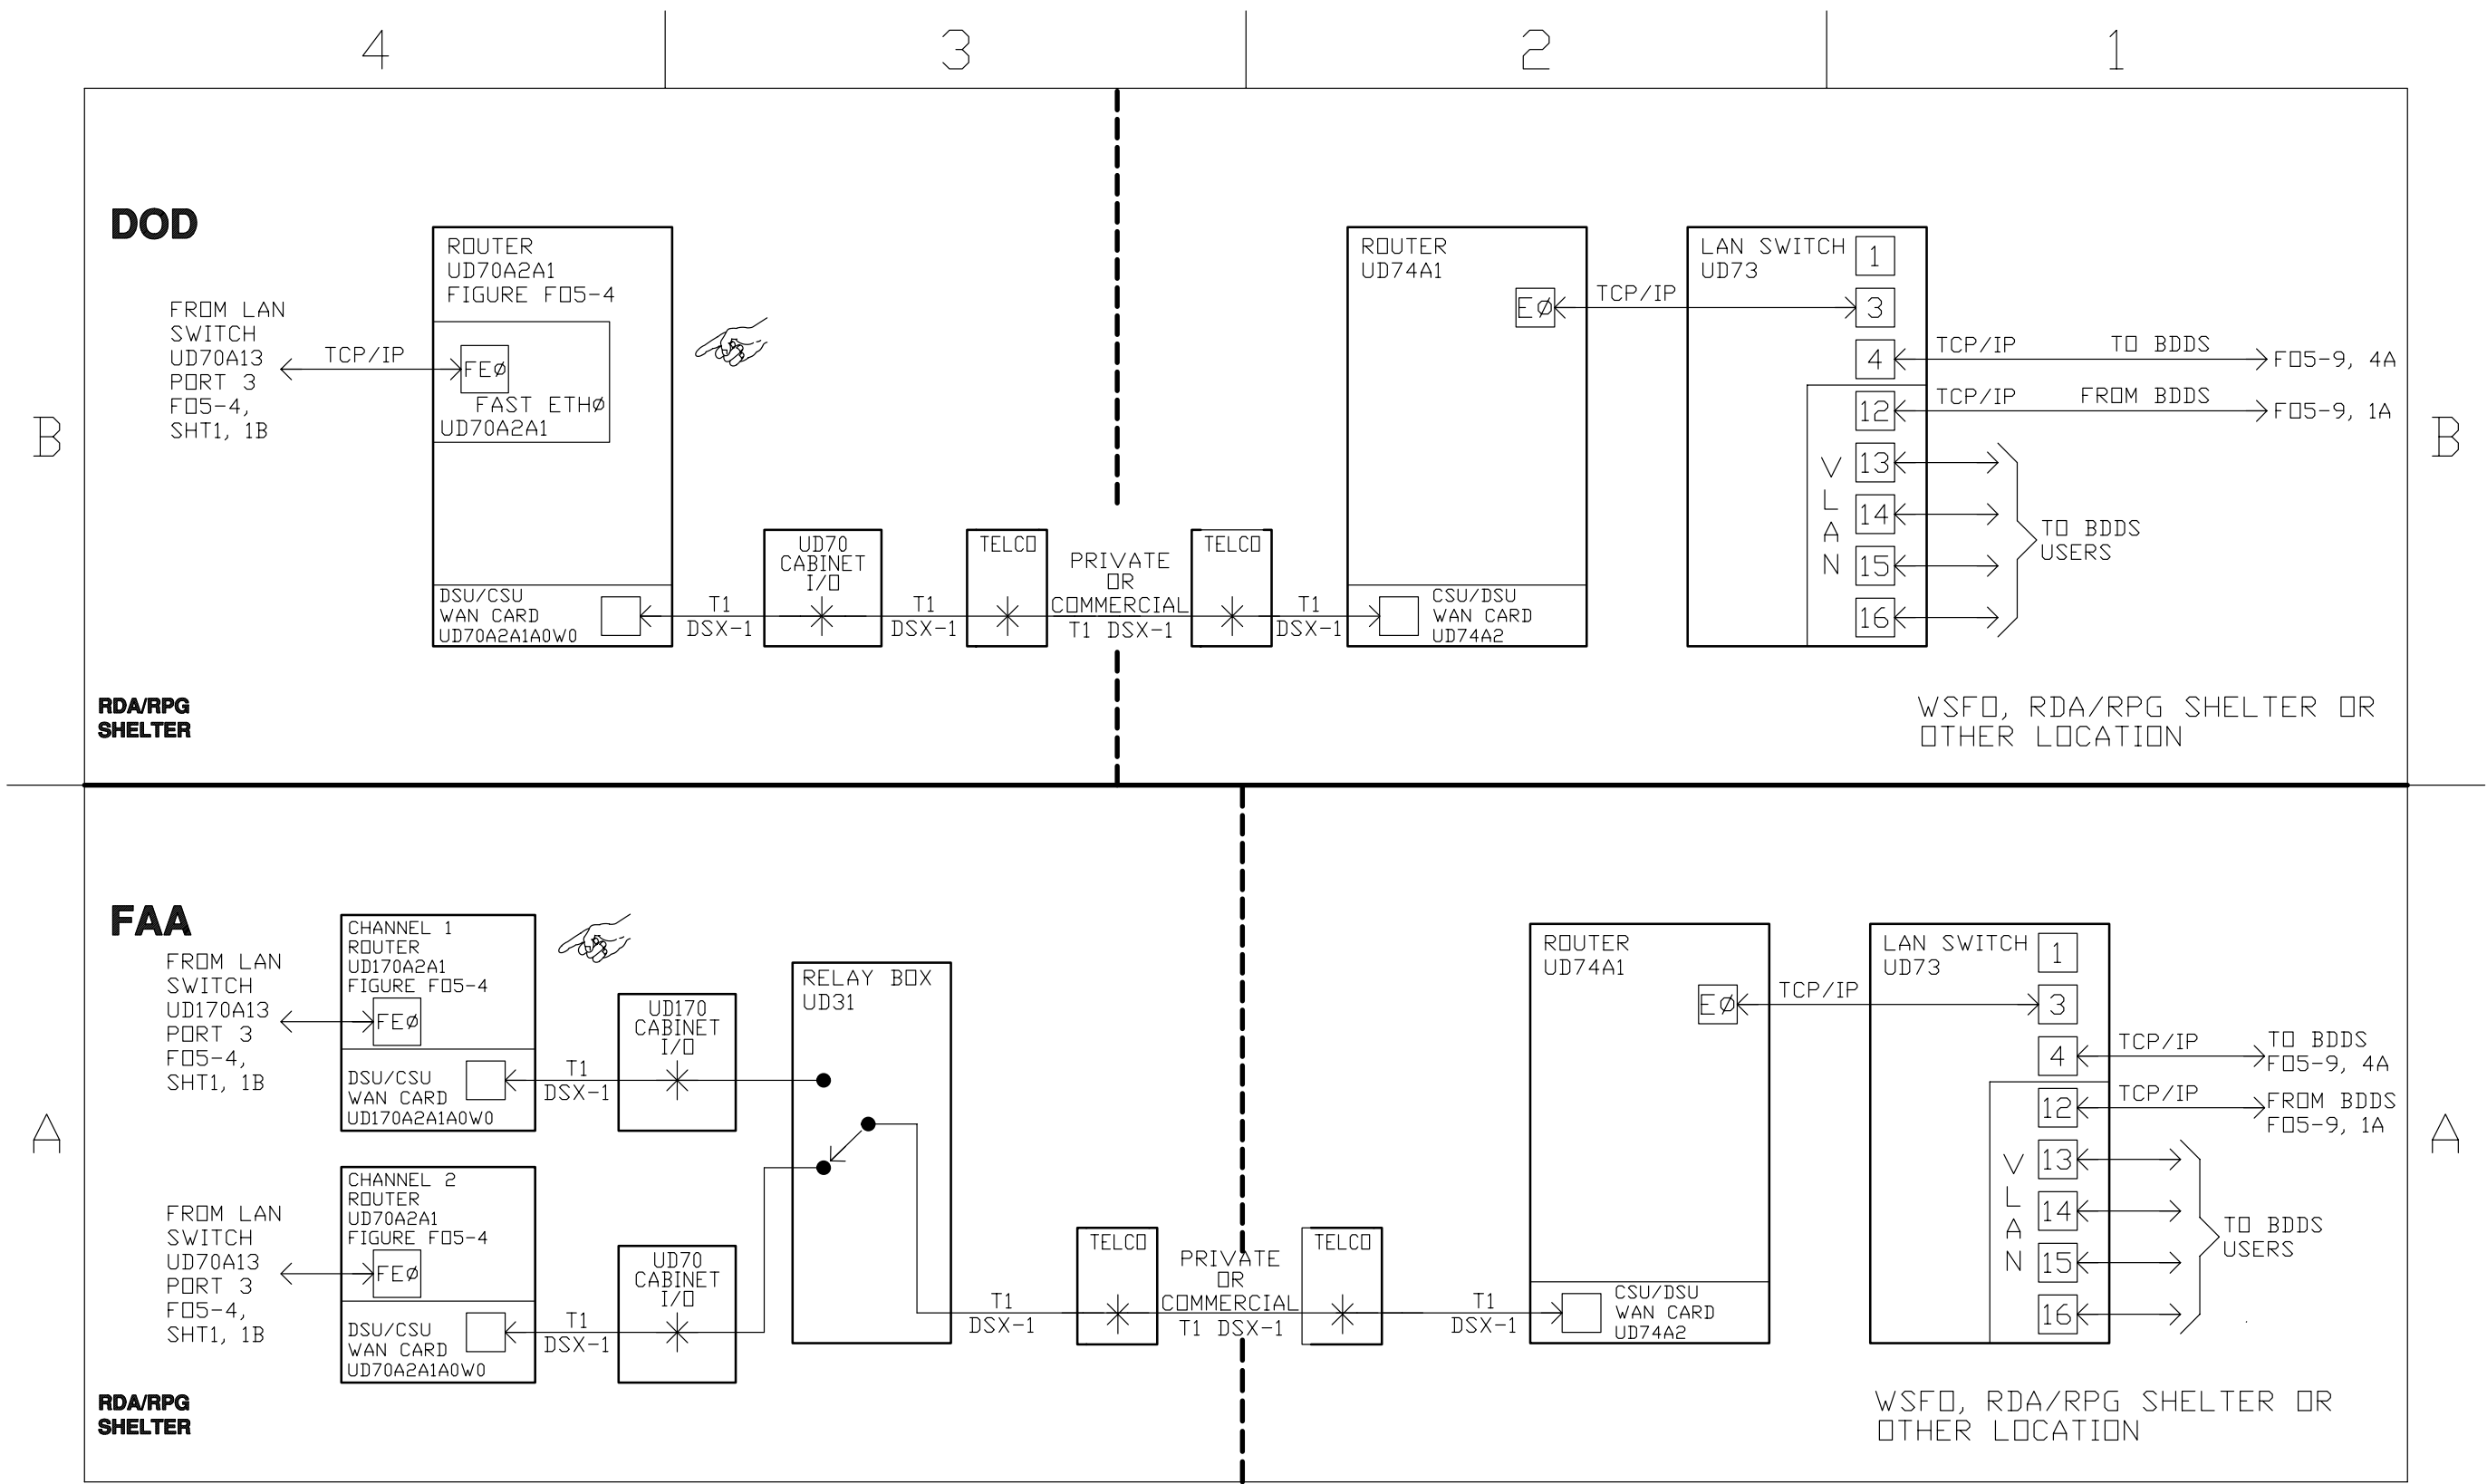 4
3
2
1
B
B
DOD
FROM LAN
SWITCH
UD70A13
PORT 3
FO5-4,
SHT1, 1B
TCP/IP
ROUTER
UD70A2A1
FIGURE FO5-4
FEØ
FAST ETHØ
UD70A2A1
DSU/CSU
WAN CARD
UD70A2A1A0W0
T1
DSX-1
UD70
CABINET
I/O
T1
DSX-1
TELCO
PRIVATE
OR
COMMERCIAL
T1 DSX-1
TELCO
T1
DSX-1
ROUTER
UD74A1
EØ
CSU/DSU
WAN CARD
UD74A2
TCP/IP
LAN SWITCH
UD73
1
3
4
12
13
14
15
16
V
L
A
N
TCP/IP
TO BDDS
FO5-9, 4A
TCP/IP
FROM BDDS
FO5-9, 1A
TO BDDS
USERS
RDA/RPG
SHELTER
WSFO, RDA/RPG SHELTER OR
OTHER LOCATION
A
A
FAA
FROM LAN
SWITCH
UD170A13
PORT 3
FO5-4,
SHT1, 1B
CHANNEL 1
ROUTER
UD170A2A1
FIGURE FO5-4
FEØ
DSU/CSU
WAN CARD
UD170A2A1A0W0
T1
DSX-1
UD170
CABINET
I/O
RELAY BOX
UD31
FROM LAN
SWITCH
UD70A13
PORT 3
FO5-4,
SHT1, 1B
CHANNEL 2
ROUTER
UD70A2A1
FIGURE FO5-4
FEØ
DSU/CSU
WAN CARD
UD70A2A1A0W0
T1
DSX-1
UD70
CABINET
I/O
T1
DSX-1
TELCO
PRIVATE
OR
COMMERCIAL
T1 DSX-1
TELCO
T1
DSX-1
ROUTER
UD74A1
EØ
CSU/DSU
WAN CARD
UD74A2
TCP/IP
LAN SWITCH
UD73
1
3
4
12
13
14
15
16
V
L
A
N
TCP/IP
TO BDDS
FO5-9, 4A
TCP/IP
FROM BDDS
FO5-9, 1A
TO BDDS
USERS
RDA/RPG
SHELTER
WSFO, RDA/RPG SHELTER OR
OTHER LOCATION